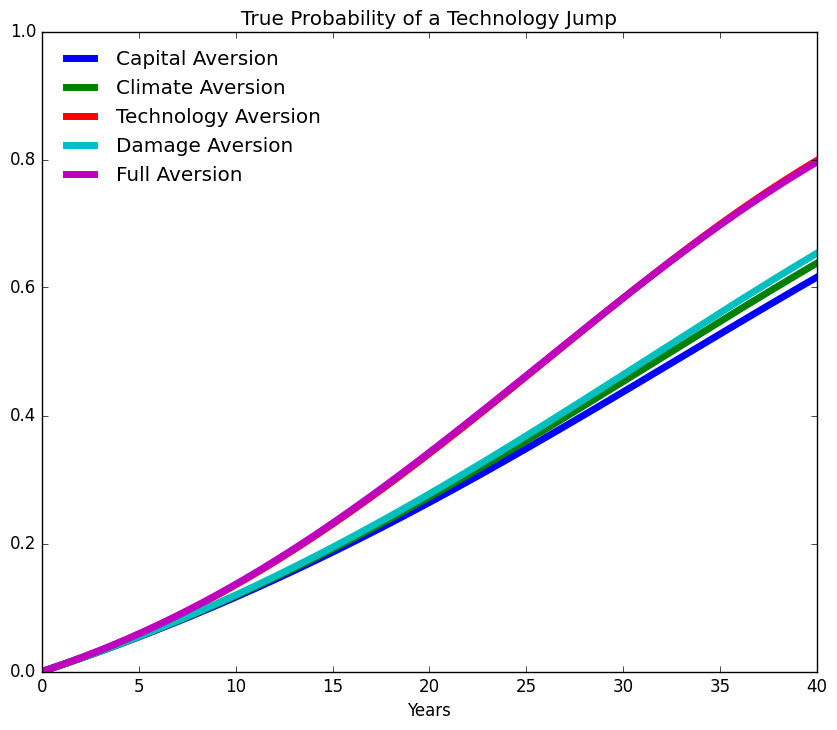 True Probability of a Technology Jump
1.0
Capital Aversion
Climate Aversion
Technology Aversion
Damage Aversion
Full Aversion
0.8
0.6
0.4
0.2
0.0
0 5 10 15 20 25 30 35 40
Years